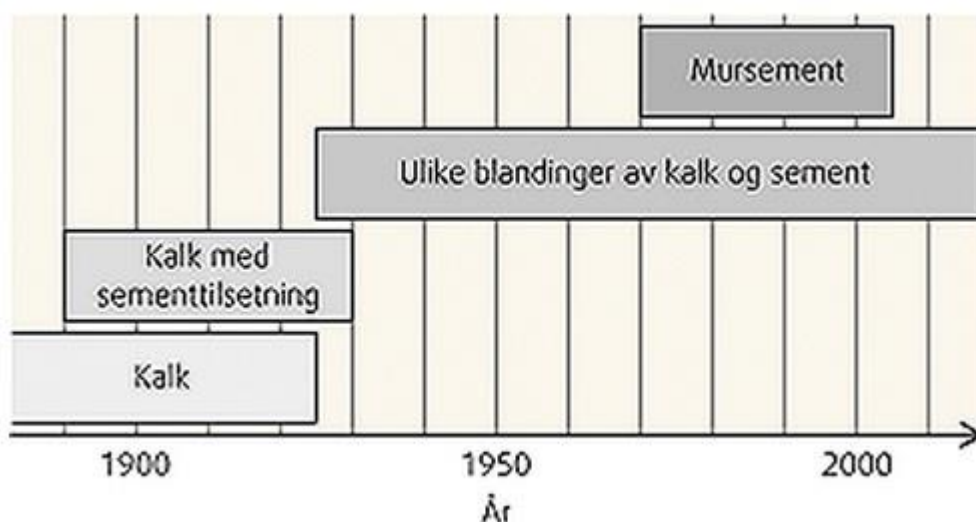 Mursement
Ulike blandinger av kalk og sement
Kalk med
sementtilsetning
Kalk
1900 1950 2000
År